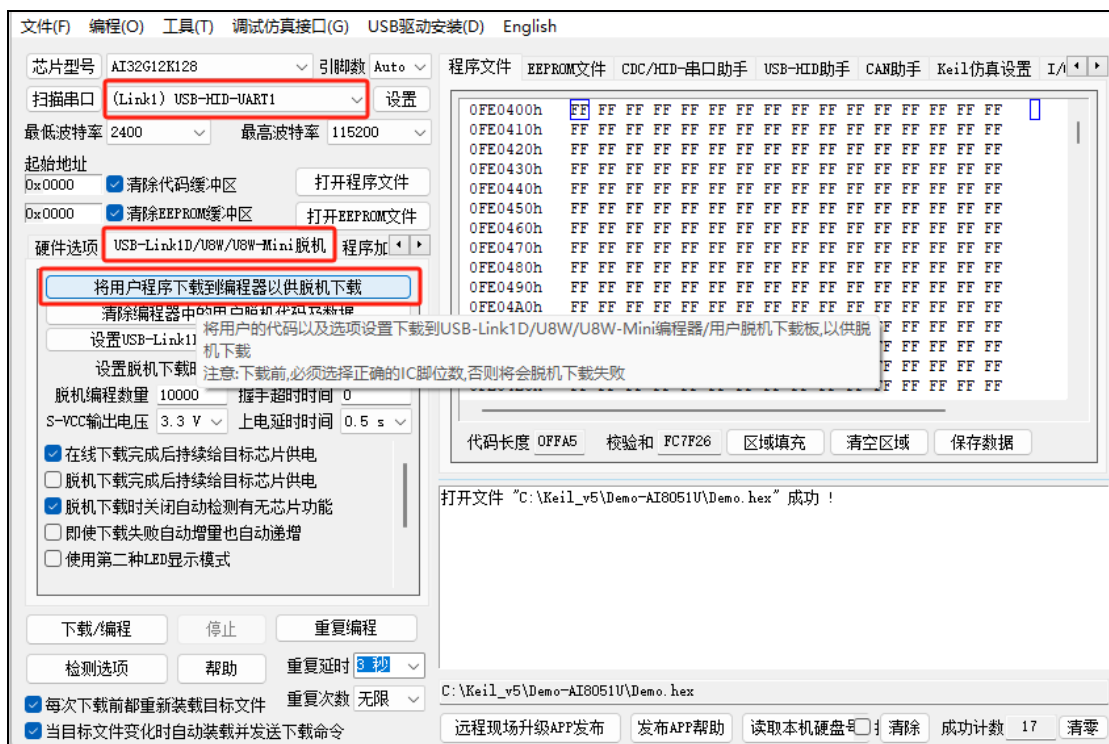 文件(F) 编程(O) 工具(T) 调试仿真接口(G) USB驱动安装(D) English
芯片型号 AI32G12K128 引脚数 Auto
扫描串口 (Link1) USB-HID-UART1 设置
最低波特率 2400 最高波特率 115200
起始地址
0x0000 清除代码缓冲区 打开程序文件
0x0000 清除EEPROM缓冲区 打开EEPROM文件
硬件选项 USB-Link1D/U8W/U8W-Mini脱机 程序加
将用户程序下载到编程器以供脱机下载
清除编程器中的用户脱机代码及数据
设置USB-Link1
设置脱机下载
脱机编程数量 10000 握手超时时间 0
S-VCC输出电压 3.3 V 上电延时时间 0.5 s
在线下载完成后持续给目标芯片供电
脱机下载完成后持续给目标芯片供电
脱机下载时关闭自动检测有无芯片功能
即使下载失败自动增量也自动递增
使用第二种LED显示模式
下载/编程 停止 重复编程
检测选项 帮助 重复延时 3 秒
每次下载前都重新装载目标文件 重复次数 无限
当目标文件变化时自动装载并发送下载命令
程序文件 EEPROM文件 CDC/HID-串口助手 USB-HID助手 CAN助手 Keil仿真设置 I/
0FE0400h FF FF FF FF FF FF FF FF FF FF FF FF FF FF FF FF
0FE0410h FF FF FF FF FF FF FF FF FF FF FF FF FF FF FF FF
0FE0420h FF FF FF FF FF FF FF FF FF FF FF FF FF FF FF FF
0FE0430h FF FF FF FF FF FF FF FF FF FF FF FF FF FF FF FF
0FE0440h FF FF FF FF FF FF FF FF FF FF FF FF FF FF FF FF
0FE0450h FF FF FF FF FF FF FF FF FF FF FF FF FF FF FF FF
0FE0460h FF FF FF FF FF FF FF FF FF FF FF FF FF FF FF FF
0FE0470h FF FF FF FF FF FF FF FF FF FF FF FF FF FF FF FF
0FE0480h FF FF FF FF FF FF FF FF FF FF FF FF FF FF FF FF
0FE0490h FF FF FF FF FF FF FF FF FF FF FF FF FF FF FF FF
0FE04A0h FF FF FF FF FF FF FF FF FF FF FF FF FF FF FF FF
将用户的代码以及选项设置下载到USB-Link1D/U8W/U8W-Mini编程器/用户脱机下载板,以供脱
机下载
注意:下载前,必须选择正确的IC脚位数,否则将会脱机下载失败
FF FF FF FF
FF FF FF FF
FF FF FF FF
FF FF FF FF
代码长度 0FFA5 校验和 FC7F26 区域填充 清空区域 保存数据
打开文件 "C:\Keil_v5\Demo-AI8051U\Demo.hex" 成功 !
C:\Keil_v5\Demo-AI8051U\Demo.hex
远程现场升级APP发布 发布APP帮助 读取本机硬盘号 清除 成功计数 17 清零